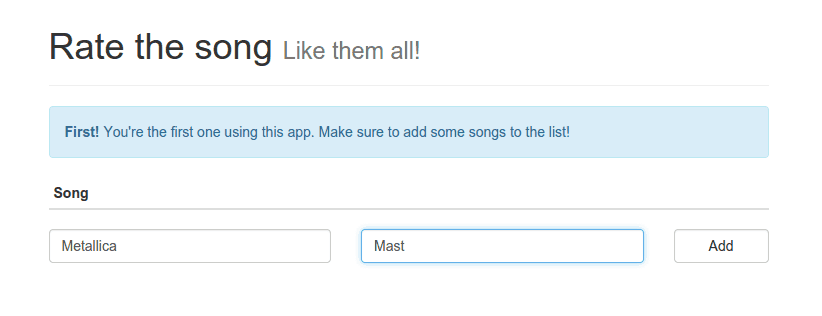 Rate the song Like them all!
First! You're the first one using this app. Make sure to add some songs to the list!
Song
Metallica Mast Add